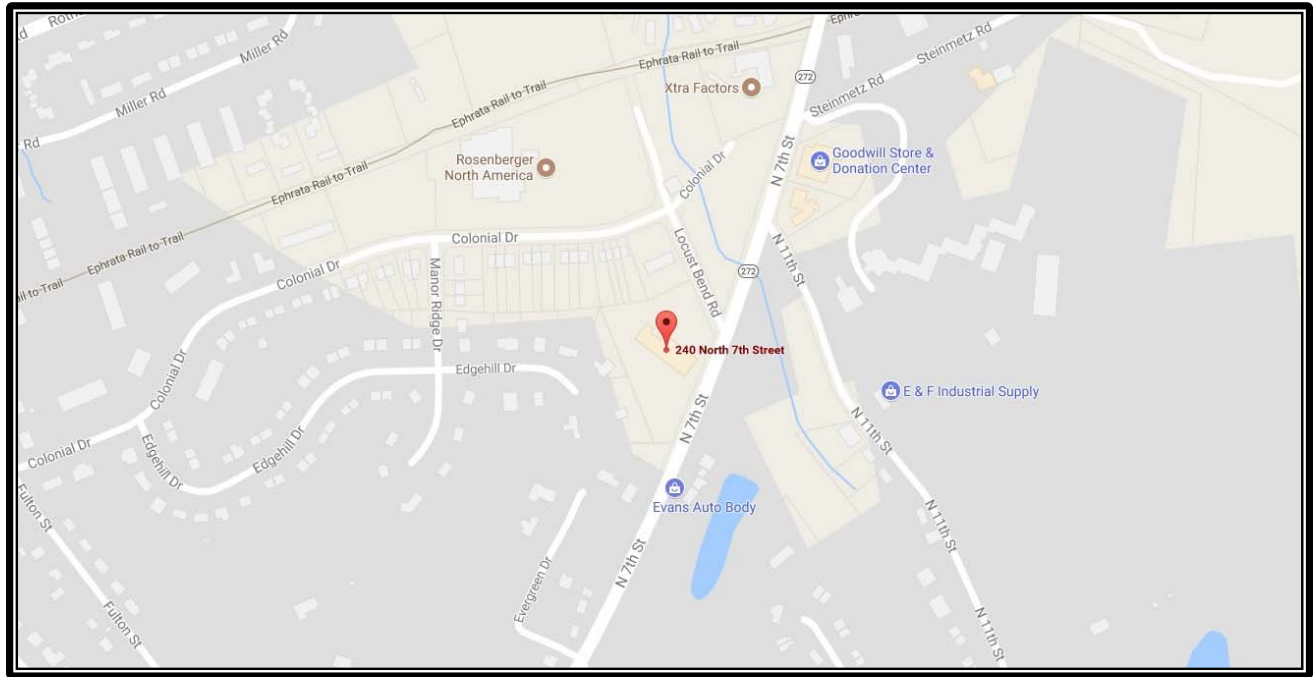 Roth
d
Miller Rd
Miller Rd
Rd
Ephr
272
Steinmetz Rd
Steinmetz Rd
Ephrata Rail to Trail
Xtra Factors
Ephrata Rail to Trail
Rosenberger
North America
Goodwill Store &
Donation Center
N 7th St
Colonial Dr
Ephrata Rail to Trail
Colonial Dr
Locust Bend Rd
N 11th St
Ephrata Rail to Trail
ail to Trail
Colonial Dr
Manor Ridge Dr
272
240 North 7th Street
Edgehill Dr
Colonial Dr
E & F Industrial Supply
N 7th St
N 11th St
Colonial Dr
Edgehill Dr
Edgehill Dr
Fulton St
Evans Auto Body
N 11th St
N 7th St
Evergreen Dr
Fulton St
N 11th St